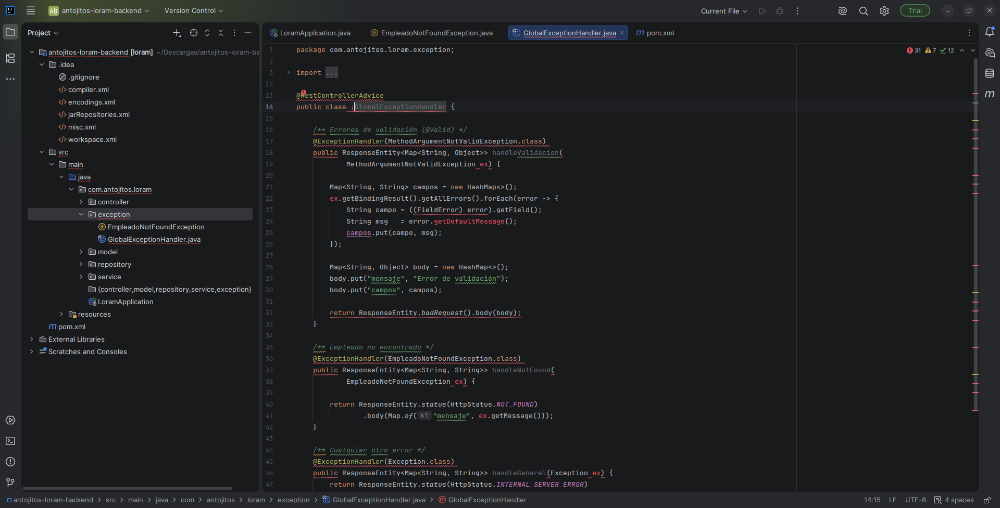 AB antojitos-loram-backend Version Control Current File Trial
Project
LoramApplication.java EmpleadoNotFoundException.java GlobalExceptionHandler.java pom.xml
antojitos-loram-backend [loram] ~/Descargas/antojitos-loram-ba
.idea
.gitignore
compiler.xml
encodings.xml
jarRepositories.xml
misc.xml
workspace.xml
src
main
java
com.antojitos.loram
controller
exception
EmpleadoNotFoundException
GlobalExceptionHandler.java
model
repository
service
{controller,model,repository,service,exception}
LoramApplication
resources
pom.xml
External Libraries
Scratches and Consoles
31 7 12
1 package com.antojitos.loram.exception;
2
3 import ...
12
13 @RestControllerAdvice
14 public class ¡GlobalExceptionHandler {
15
16 /** Errores de validación (@Valid) */
17 @ExceptionHandler(MethodArgumentNotValidException.class)
18 public ResponseEntity<Map<String, Object>> handleValidacion(
19 MethodArgumentNotValidException ex) {
20
21 Map<String, String> campos = new HashMap<>();
22 ex.getBindingResult().getAllErrors().forEach(error -> {
23 String campo = ((FieldError) error).getField();
24 String msg   = error.getDefaultMessage();
25 campos.put(campo, msg);
26 });
27
28 Map<String, Object> body = new HashMap<>();
29 body.put("mensaje", "Error de validación");
30 body.put("campos", campos);
31
32 return ResponseEntity.badRequest().body(body);
33 }
34
35 /** Empleado no encontrado */
36 @ExceptionHandler(EmpleadoNotFoundException.class)
37 public ResponseEntity<Map<String, String>> handleNotFound(
38 EmpleadoNotFoundException ex) {
39
40 return ResponseEntity.status(HttpStatus.NOT_FOUND)
41 .body(Map.of( k1: "mensaje", ex.getMessage()));
42 }
43
44 /** Cualquier otro error */
45 @ExceptionHandler(Exception.class)
46 public ResponseEntity<Map<String, String>> handleGeneral(Exception ex) {
47 return ResponseEntity.status(HttpStatus.INTERNAL_SERVER_ERROR)
antojitos-loram-backend > src > main > java > com > antojitos > loram > exception > GlobalExceptionHandler.java > GlobalExceptionHandler 14:15 LF UTF-8 4 spaces